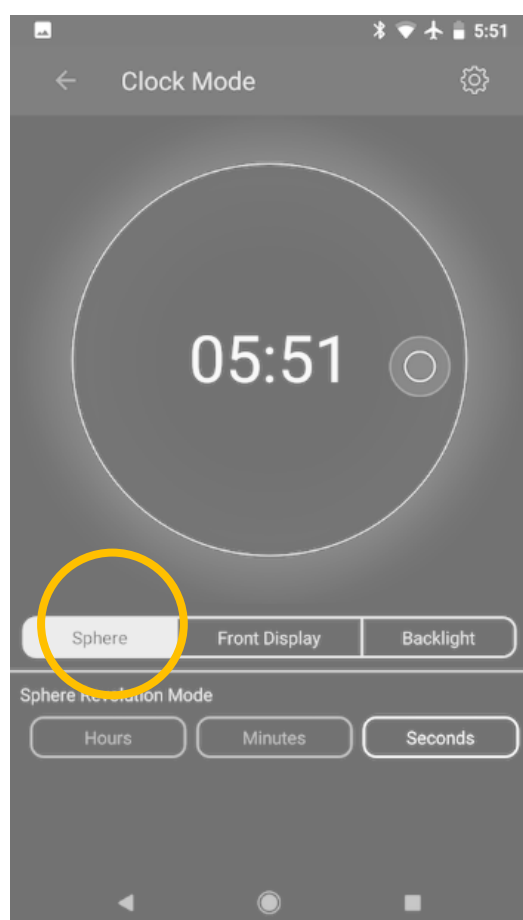 5:51
Clock Mode
05:51
Sphere Front Display Backlight
Sphere Revolution Mode
Hours Minutes Seconds